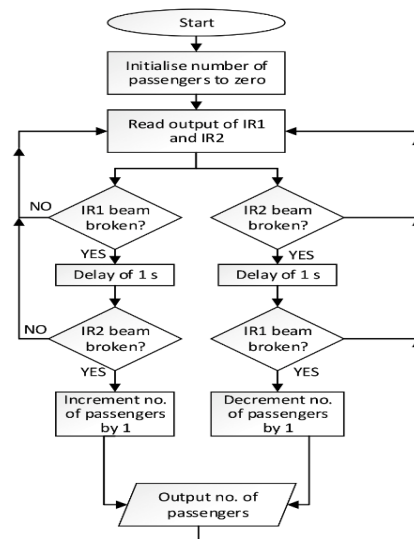 Start
Initialise number of
passengers to zero
Read output of IR1
and IR2
NO
IR1 beam
broken?
IR2 beam
broken?
YES
YES
Delay of 1 s
Delay of 1 s
NO
IR2 beam
broken?
IR1 beam
broken?
YES
YES
Increment no.
of passengers
by 1
Decrement no.
of passengers
by 1
Output no. of
passengers